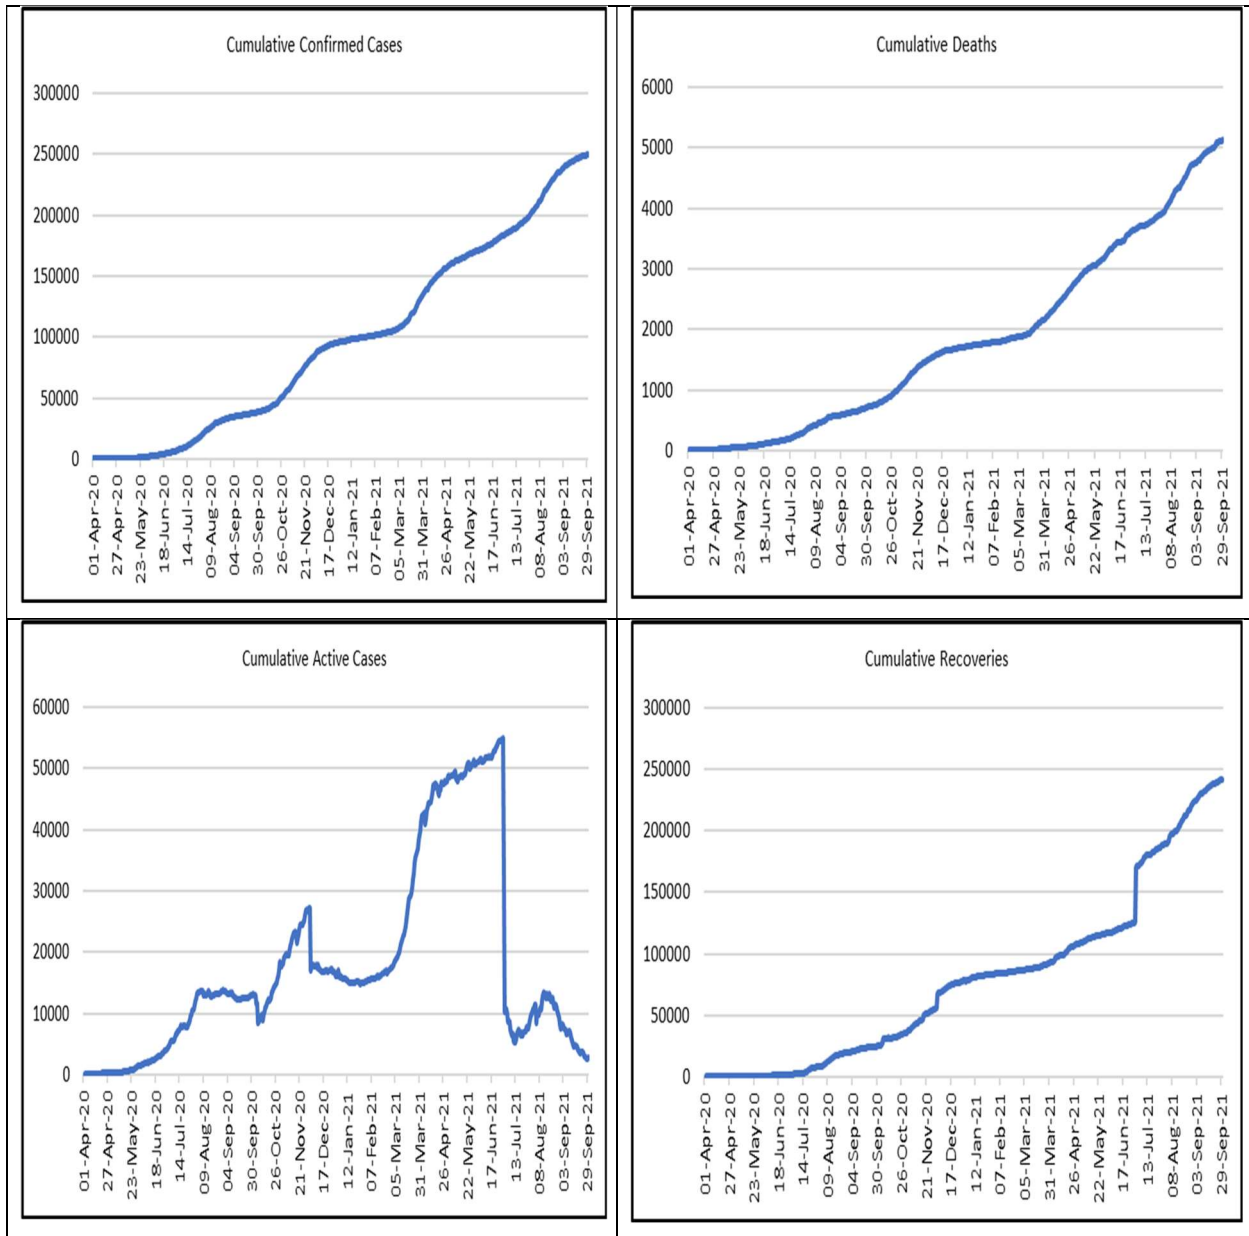 Cumulative Confirmed Cases
300000
250000
200000
150000
100000
50000
0
01-Apr-20
27-Apr-20
23-May-20
18-Jun-20
14-Jul-20
09-Aug-20
04-Sep-20
30-Sep-20
26-Oct-20
21-Nov-20
17-Dec-20
12-Jan-21
07-Feb-21
05-Mar-21
31-Mar-21
26-Apr-21
22-May-21
17-Jun-21
13-Jul-21
08-Aug-21
03-Sep-21
29-Sep-21
Cumulative Deaths
6000
5000
4000
3000
2000
1000
0
01-Apr-20
27-Apr-20
23-May-20
18-Jun-20
14-Jul-20
09-Aug-20
04-Sep-20
30-Sep-20
26-Oct-20
21-Nov-20
17-Dec-20
12-Jan-21
07-Feb-21
05-Mar-21
31-Mar-21
26-Apr-21
22-May-21
17-Jun-21
13-Jul-21
08-Aug-21
03-Sep-21
29-Sep-21
Cumulative Active Cases
60000
50000
40000
30000
20000
10000
0
01-Apr-20
27-Apr-20
23-May-20
18-Jun-20
14-Jul-20
09-Aug-20
04-Sep-20
30-Sep-20
26-Oct-20
21-Nov-20
17-Dec-20
12-Jan-21
07-Feb-21
05-Mar-21
31-Mar-21
26-Apr-21
22-May-21
17-Jun-21
13-Jul-21
08-Aug-21
03-Sep-21
29-Sep-21
Cumulative Recoveries
300000
250000
200000
150000
100000
50000
0
01-Apr-20
27-Apr-20
23-May-20
18-Jun-20
14-Jul-20
09-Aug-20
04-Sep-20
30-Sep-20
26-Oct-20
21-Nov-20
17-Dec-20
12-Jan-21
07-Feb-21
05-Mar-21
31-Mar-21
26-Apr-21
22-May-21
17-Jun-21
13-Jul-21
08-Aug-21
03-Sep-21
29-Sep-21